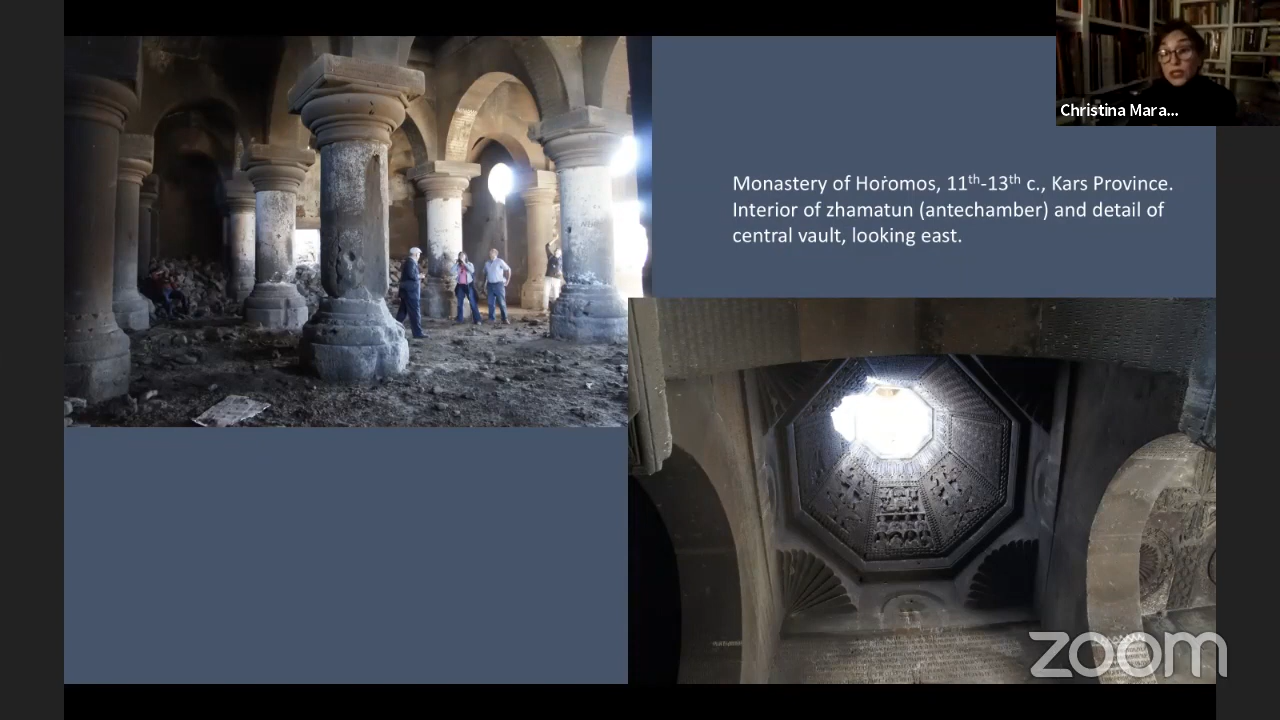 Christina Mara...
Monastery of Hoṙomos, 11th-13th c., Kars Province.
Interior of zhamatun (antechamber) and detail of
central vault, looking east.
zoom